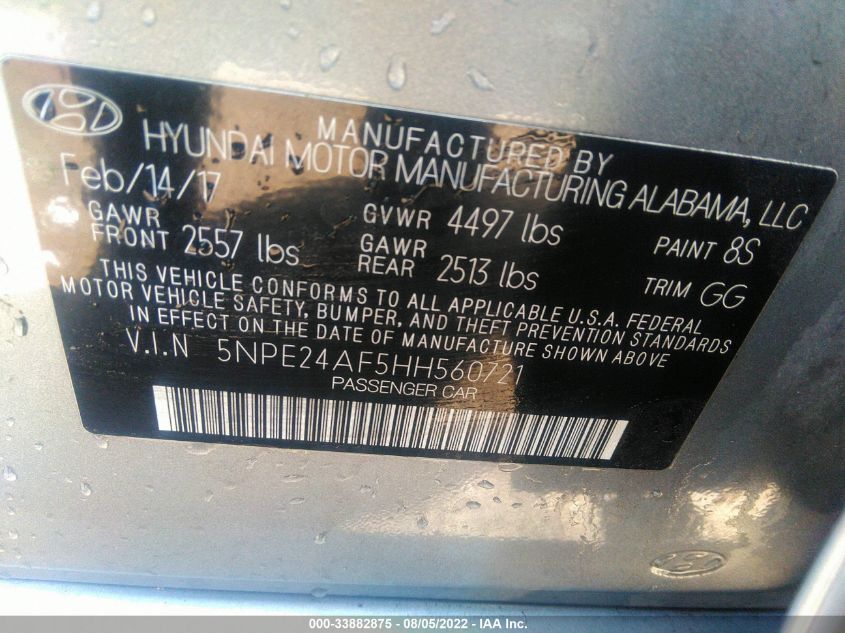 MANUFACTURED BY
HYUNDAI MOTOR MANUFACTURING ALABAMA, LLC
Feb/14/17
GVWR 4497 lbs
PAINT 8S
GAWR FRONT 2557 lbs
GAWR REAR 2513 lbs
TRIM GG
THIS VEHICLE CONFORMS TO ALL APPLICABLE U.S.A. FEDERAL
MOTOR VEHICLE SAFETY, BUMPER, AND THEFT PREVENTION STANDARDS
IN EFFECT ON THE DATE OF MANUFACTURE SHOWN ABOVE.
V.I.N 5NPE24AF5HH560721
PASSENGER CAR
000-33882875 - 08/05/2022 - IAA Inc.